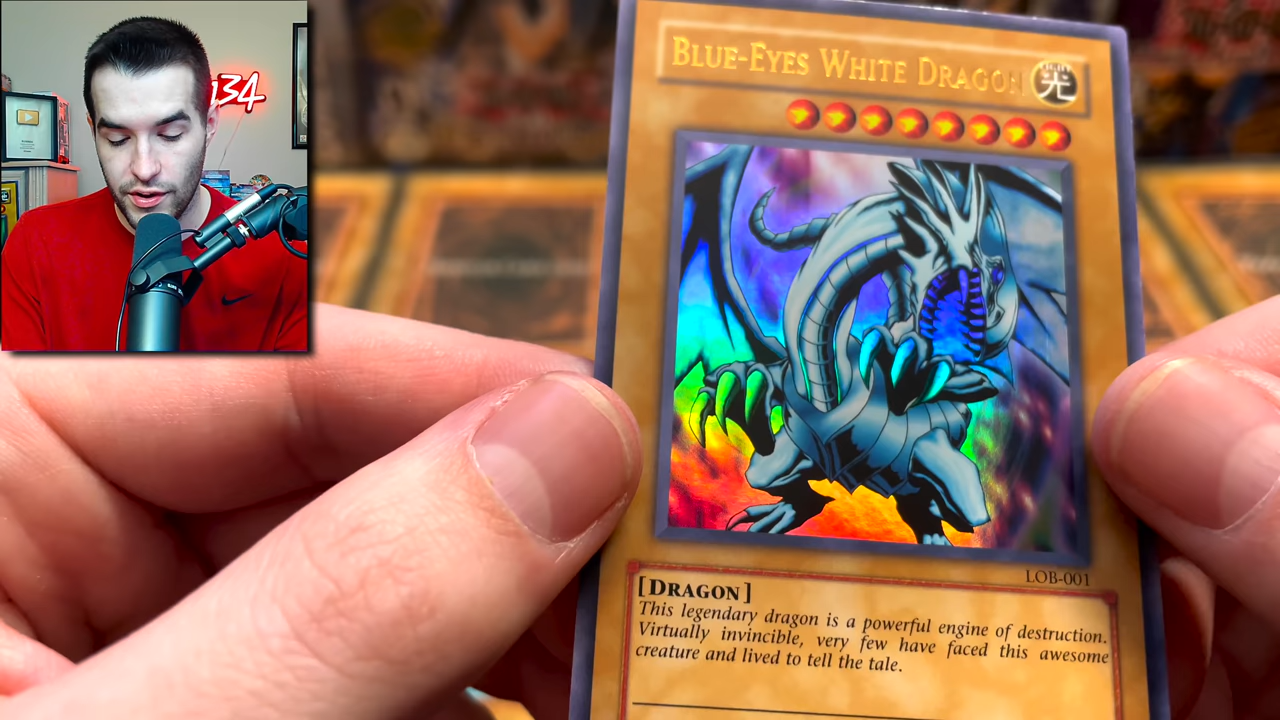 134
BLUE-EYES WHITE DRAGON
LIGHT
光
LOB-001
[DRAGON]
This legendary dragon is a powerful engine of destruction.
Virtually invincible, very few have faced this awesome
creature and lived to tell the tale.